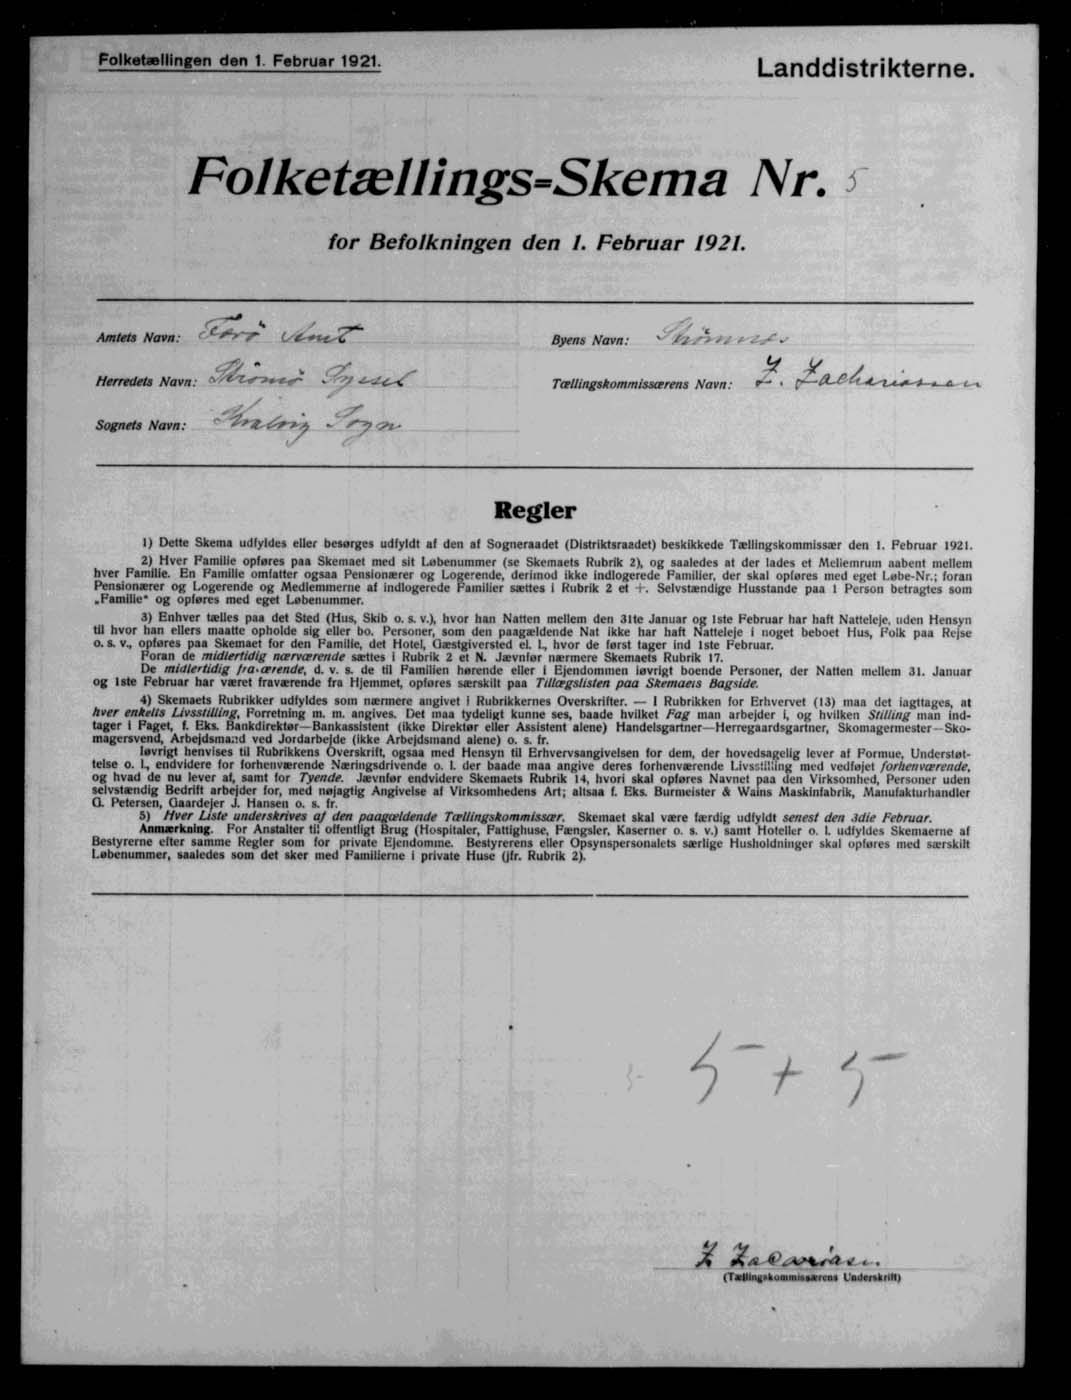 Folketællingen den 1. Februar 1921.
Landdistrikterne.
Folketællings=Skema Nr. 5
for Befolkningen den 1. Februar 1921.
Amtets Navn: Færö Amt
Byens Navn: Strömnæs
Herredets Navn: Strömö Syssel
Tællingskommissærens Navn: Z. Zachariassen
Sognets Navn: Kvalvig Sogn
Regler
1) Dette Skema udfyldes eller besørges udfyldt af den af Sogneraadet (Distriktsraadet) beskikkede Tællingskommissær den 1. Februar 1921.
2) Hver Familie opføres paa Skemaet med sit Løbenummer (se Skemaets Rubrik 2), og saaledes at der lades et Mellemrum aabent mellem
hver Familie. En Familie omfatter ogsaa Pensionærer og Logerende, derimod ikke indlogerede Familier, der skal opføres med eget Løbe-Nr.; foran
Pensionærer og Logerende og Medlemmerne af indlogerede Familier sættes i Rubrik 2 et +. Selvstændige Husstande paa 1 Person betragtes som
„Familie“ og opføres med eget Løbenummer.
3) Enhver tælles paa det Sted (Hus, Skib o. s. v.), hvor han Natten mellem den 31te Januar og 1ste Februar har haft Natteleje, uden Hensyn
til hvor han ellers maatte opholde sig eller bo. Personer, som den paagældende Nat ikke har haft Natteleje i noget beboet Hus, Folk paa Rejse
o. s. v., opføres paa Skemaet for den Familie, det Hotel, Gæstgiversted el. l., hvor de først tager ind 1ste Februar.
Foran de midlertidig nærværende sættes i Rubrik 2 et N. Jævnfør nærmere Skemaets Rubrik 17.
De midlertidig fraværende, d. v. s. de til Familien hørende eller i Ejendommen iøvrigt boende Personer, der Natten mellem 31. Januar
og 1ste Februar har været fraværende fra Hjemmet, opføres særskilt paa Tillægslisten paa Skemaets Bagside.
4) Skemaets Rubrikker udfyldes som nærmere angivet i Rubrikkernes Overskrifter. — I Rubrikken for Erhvervet (13) maa det iagttages, at
hver enkelts Livsstilling, Forretning m. m. angives. Det maa tydeligt kunne ses, baade hvilket Fag man arbejder i, og hvilken Stilling man ind-
tager i Faget, f. Eks. Bankdirektør—Bankassistent (ikke Direktør eller Assistent alene) Handelsgartner—Herregaardsgartner, Skomagermester—Sko-
magersvend, Arbejdsmand ved Jordarbejde (ikke Arbejdsmand alene) o. s. fr.
Iøvrigt henvises til Rubrikkens Overskrift, ogsaa med Hensyn til Erhvervsangivelsen for dem, der hovedsagelig lever af Formue, Understøt-
telse o. l., endvidere for forhenværende Næringsdrivende o. l. der baade maa angive deres forhenværende Livsstilling med vedføjet forhenværende,
og hvad de nu lever af, samt for Tyende. Jævnfør endvidere Skemaets Rubrik 14, hvori skal opføres Navnet paa den Virksomhed, Personer uden
selvstændig Bedrift arbejder for, med nøjagtig Angivelse af Virksomhedens Art; altsaa f. Eks. Burmeister & Wains Maskinfabrik, Manufakturhandler
G. Petersen, Gaardejer J. Hansen o. s. fr.
5) Hver Liste underskrives af den paagældende Tællingskommissær. Skemaet skal være færdig udfyldt senest den 3die Februar.
Anmærkning. For Anstalter til offentligt Brug (Hospitaler, Fattighuse, Fængsler, Kaserner o. s. v.) samt Hoteller o. l. udfyldes Skemaerne af
Bestyrerne efter samme Regler som for private Ejendomme. Bestyrerens eller Opsynspersonalets særlige Husholdninger skal opføres med særskilt
Løbenummer, saaledes som det sker med Familierne i private Huse (jfr. Rubrik 2).
5 + 5
Z Zacariasen
(Tællingskommissærens Underskrift)